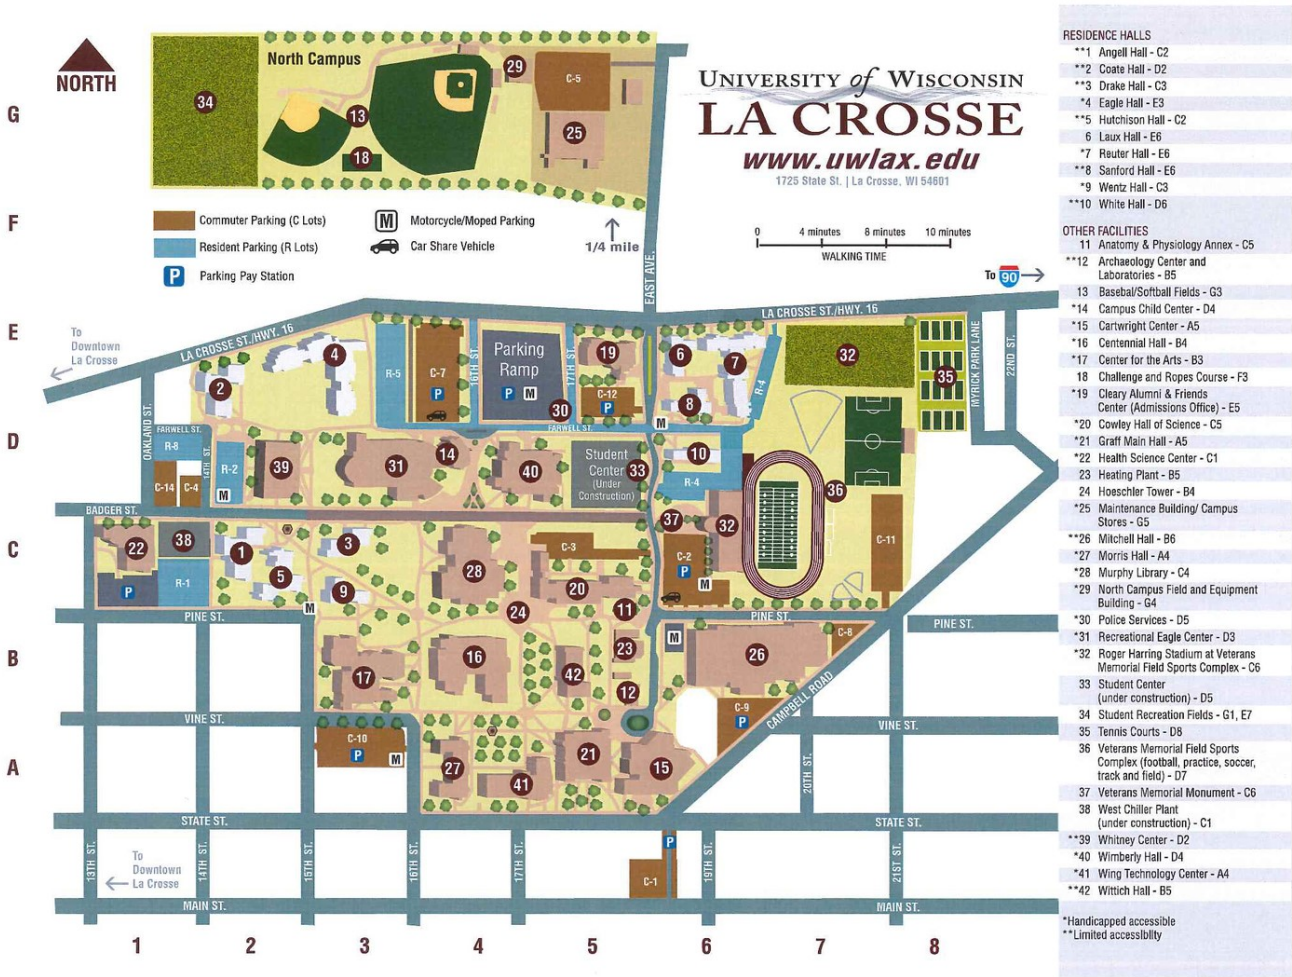 NORTH
North Campus
34
13
18
29
C-5
25
G
F
E
D
C
B
A
UNIVERSITY of WISCONSIN
LA CROSSE
www.uwlax.edu
1725 State St. | La Crosse, WI 54601
Commuter Parking (C Lots)
Resident Parking (R Lots)
P Parking Pay Station
M Motorcycle/Moped Parking
Car Share Vehicle
1/4 mile
0 4 minutes 8 minutes 10 minutes
WALKING TIME
To 90
EAST AVE.
To
Downtown
La Crosse
LA CROSSE ST./HWY. 16
LA CROSSE ST./HWY. 16
4
2
R-5
C-7
P
16TH ST.
Parking
Ramp
P M
17TH ST.
30
19
C-12
P
6
7
8
R-4
32
35
MYRICK PARK LANE
22ND ST.
OAKLAND ST.
FARWELL ST.
R-8
14TH ST.
R-2
M
C-14
C-4
39
31
14
40
FARWELL ST.
Student
Center
(Under
Construction)
33
M
10
R-4
36
BADGER ST.
22
38
P
R-1
1
5
3
9
M
28
C-3
20
24
11
37
32
C-2
P
M
C-11
PINE ST.
PINE ST.
PINE ST.
17
16
42
23
12
M
26
C-8
CAMPBELL ROAD
VINE ST.
VINE ST.
C-10
P
M
27
41
21
15
C-9
P
20TH ST.
STATE ST.
STATE ST.
13TH ST.
To
Downtown
La Crosse
14TH ST.
15TH ST.
16TH ST.
17TH ST.
P
C-1
19TH ST.
21ST ST.
MAIN ST.
MAIN ST.
1 2 3 4 5 6 7 8
RESIDENCE HALLS
**1 Angell Hall - C2
**2 Coate Hall - D2
**3 Drake Hall - C3
*4 Eagle Hall - E3
**5 Hutchison Hall - C2
6 Laux Hall - E6
*7 Reuter Hall - E6
**8 Sanford Hall - E6
*9 Wentz Hall - C3
**10 White Hall - D6
OTHER FACILITIES
11 Anatomy & Physiology Annex - C5
**12 Archaeology Center and
Laboratories - B5
13 Basebal/Softball Fields - G3
*14 Campus Child Center - D4
*15 Cartwright Center - A5
*16 Centennial Hall - B4
*17 Center for the Arts - B3
18 Challenge and Ropes Course - F3
*19 Cleary Alumni & Friends
Center (Admissions Office) - E5
*20 Cowley Hall of Science - C5
*21 Graff Main Hall - A5
*22 Health Science Center - C1
23 Heating Plant - B5
24 Hoeschler Tower - B4
*25 Maintenance Building/ Campus
Stores - G5
**26 Mitchell Hall - B6
*27 Morris Hall - A4
*28 Murphy Library - C4
*29 North Campus Field and Equipment
Building - G4
*30 Police Services - D5
*31 Recreational Eagle Center - D3
*32 Roger Harring Stadium at Veterans
Memorial Field Sports Complex - C6
33 Student Center
(under construction) - D5
34 Student Recreation Fields - G1, E7
35 Tennis Courts - D8
36 Veterans Memorial Field Sports
Complex (football, practice, soccer,
track and field) - D7
37 Veterans Memorial Monument - C6
38 West Chiller Plant
(under construction) - C1
**39 Whitney Center - D2
*40 Wimberly Hall - D4
*41 Wing Technology Center - A4
**42 Wittich Hall - B5
*Handicapped accessible
**Limited accessiblity